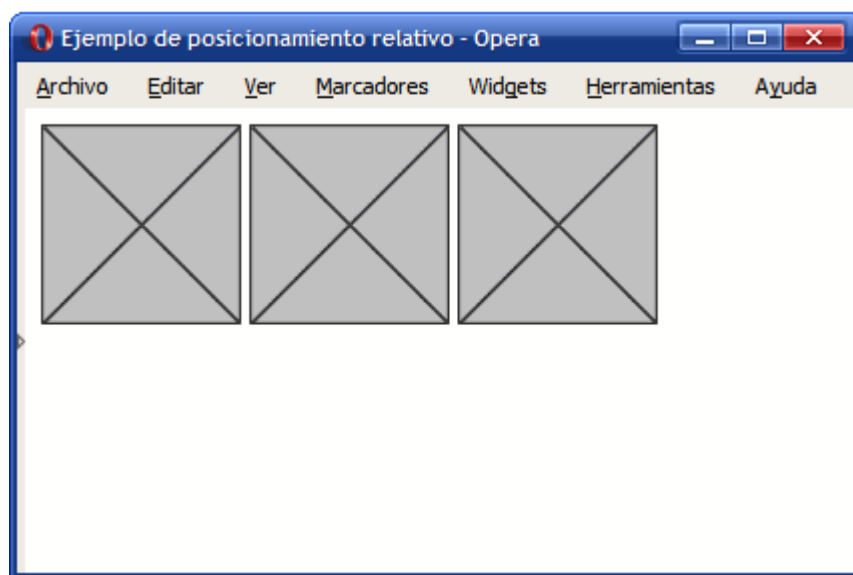 Ejemplo de posicionamiento relativo - Opera
Archivo Editar Ver Marcadores Widgets Herramientas Ayuda